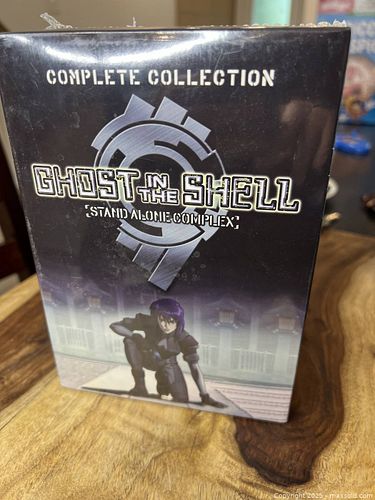 COMPLETE COLLECTION
GHOST IN THE SHELL
[STAND ALONE COMPLEX]
Copyright 2025 - maxsold.com